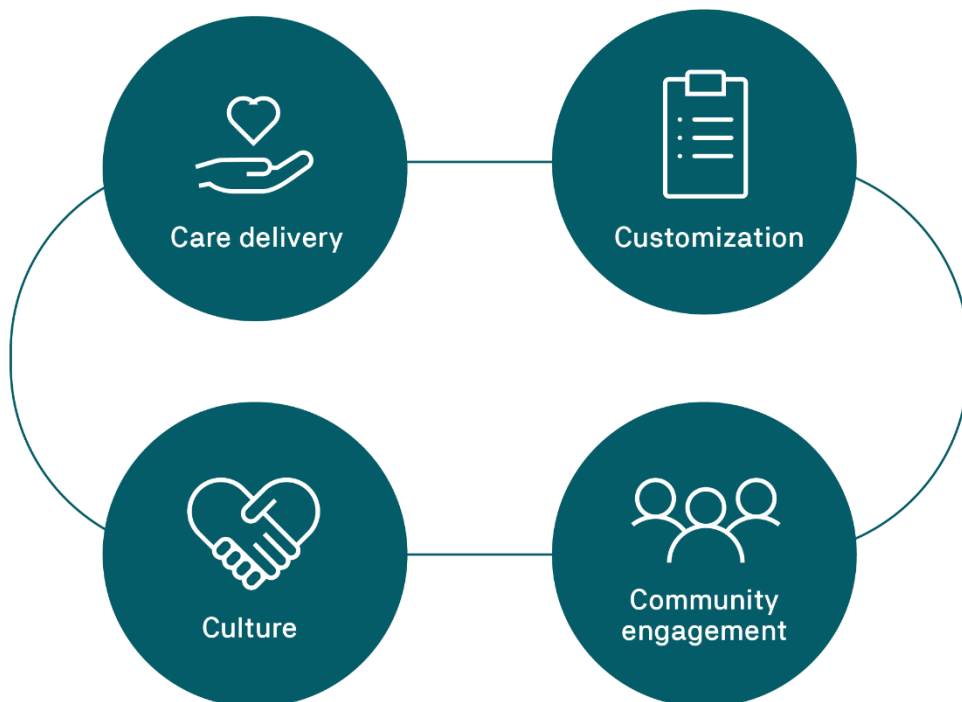 Care delivery
Customization
Culture
Community
engagement